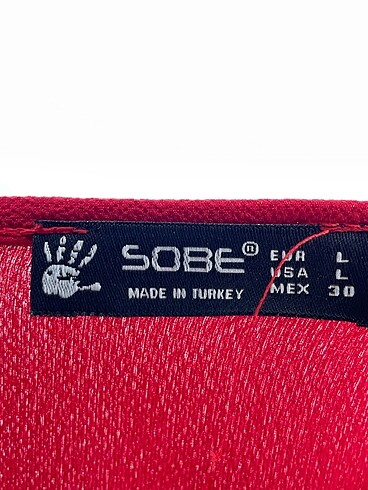 SOBE®
MADE IN TURKEY
EUR L
USA L
MEX 30